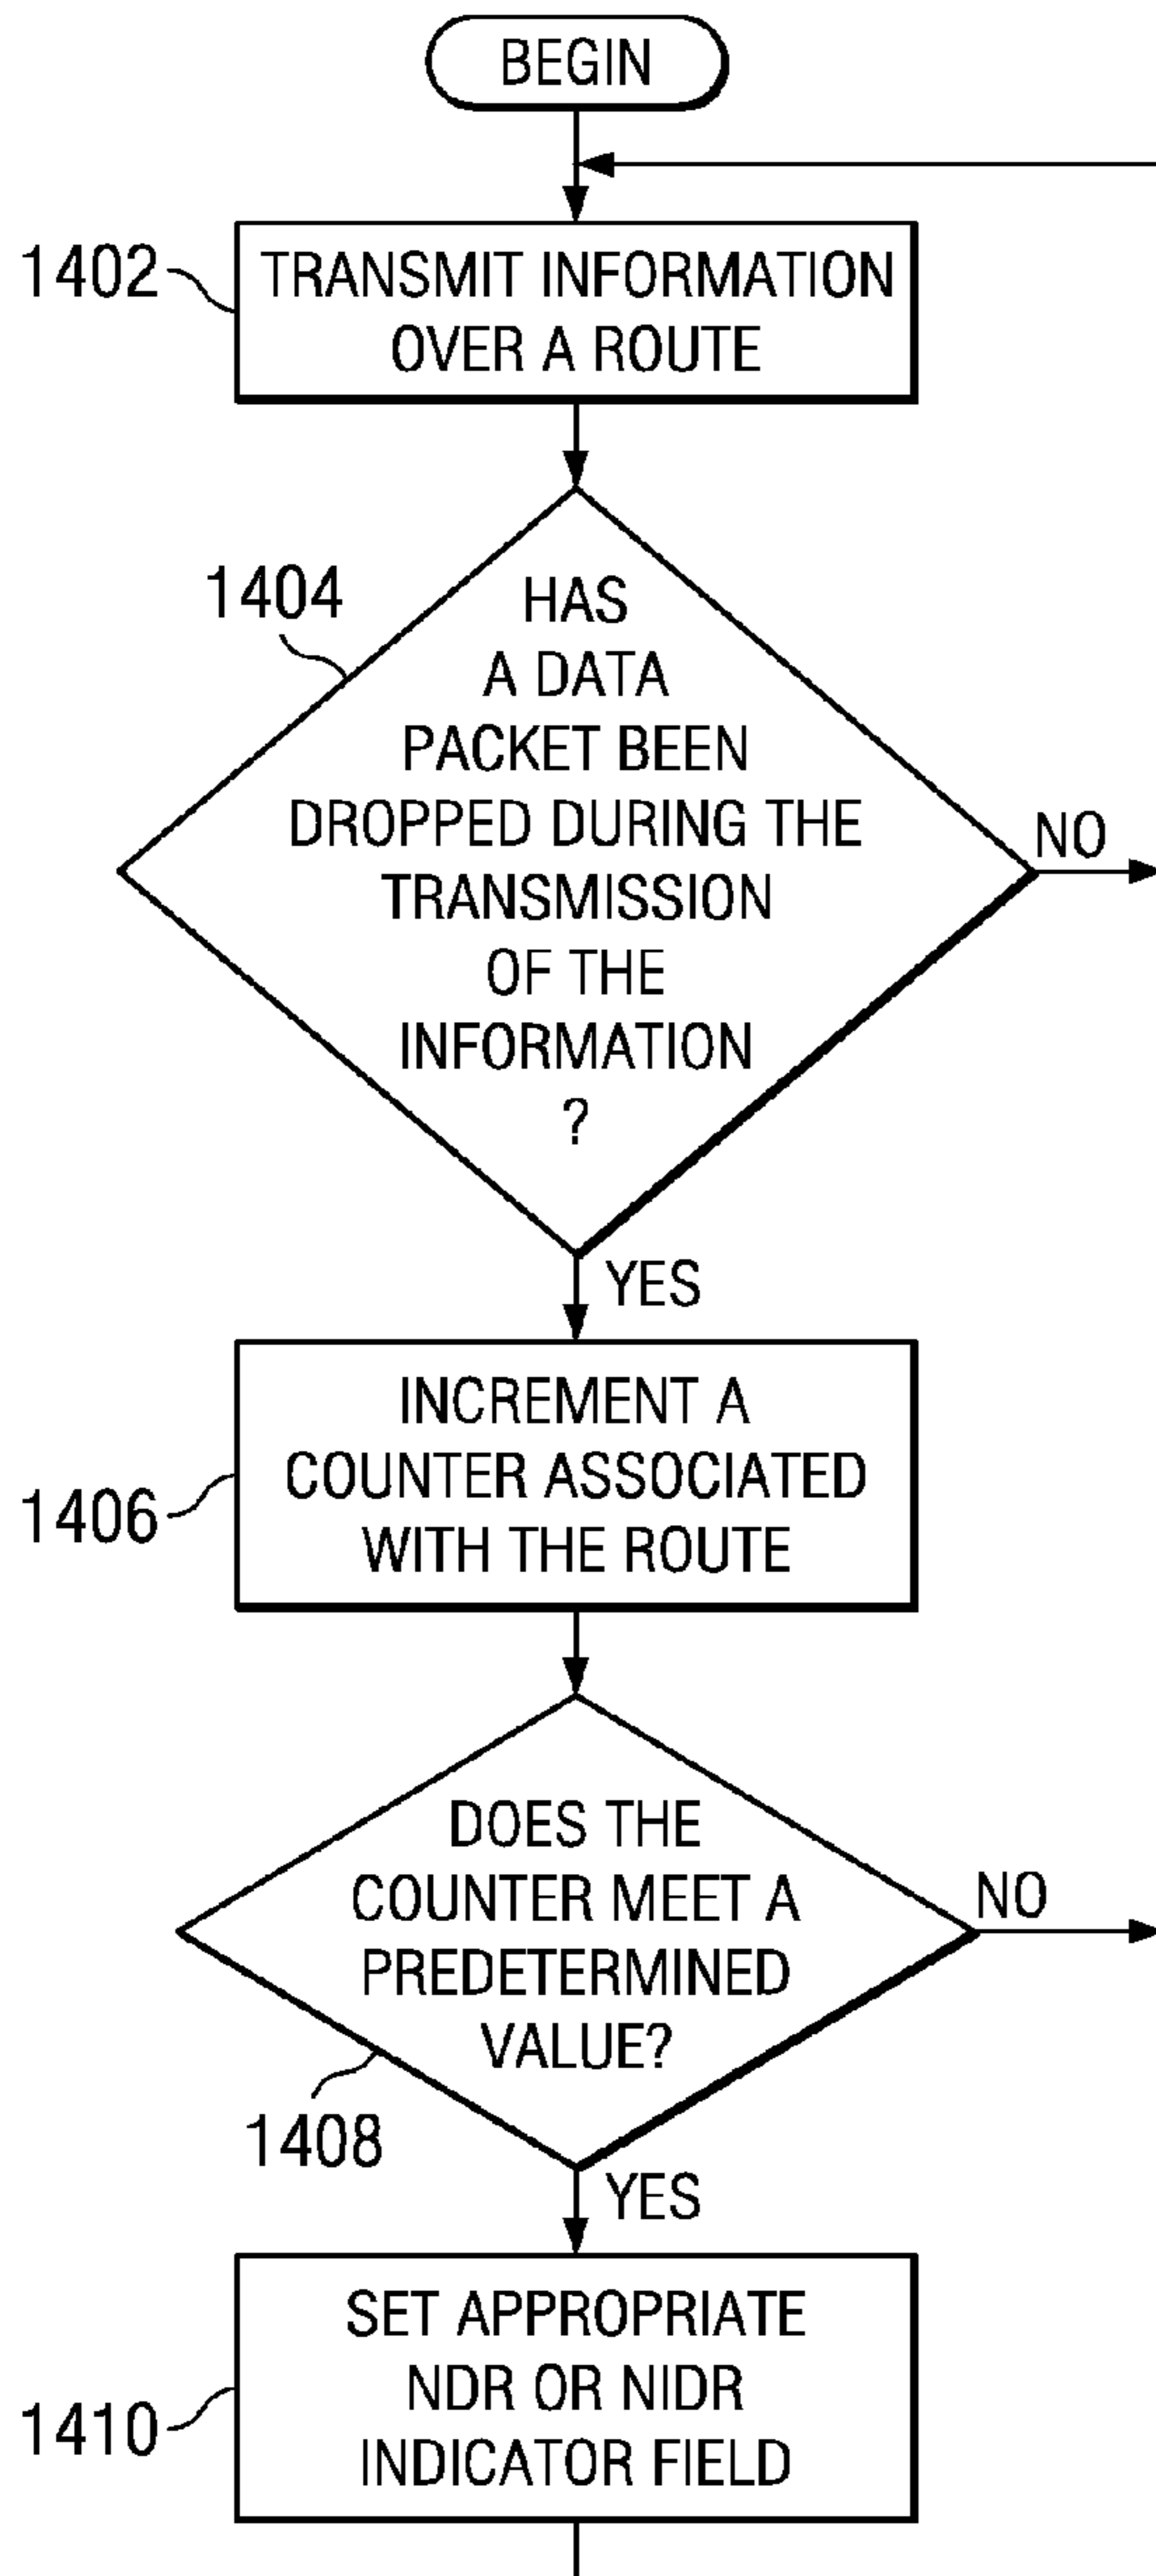 BEGIN
1402
TRANSMIT INFORMATION
OVER A ROUTE
1404
HAS
A DATA
PACKET BEEN
DROPPED DURING THE
TRANSMISSION
OF THE
INFORMATION
?
NO
YES
1406
INCREMENT A
COUNTER ASSOCIATED
WITH THE ROUTE
DOES THE
COUNTER MEET A
PREDETERMINED
VALUE?
NO
1408
YES
1410
SET APPROPRIATE
NDR OR NIDR
INDICATOR FIELD